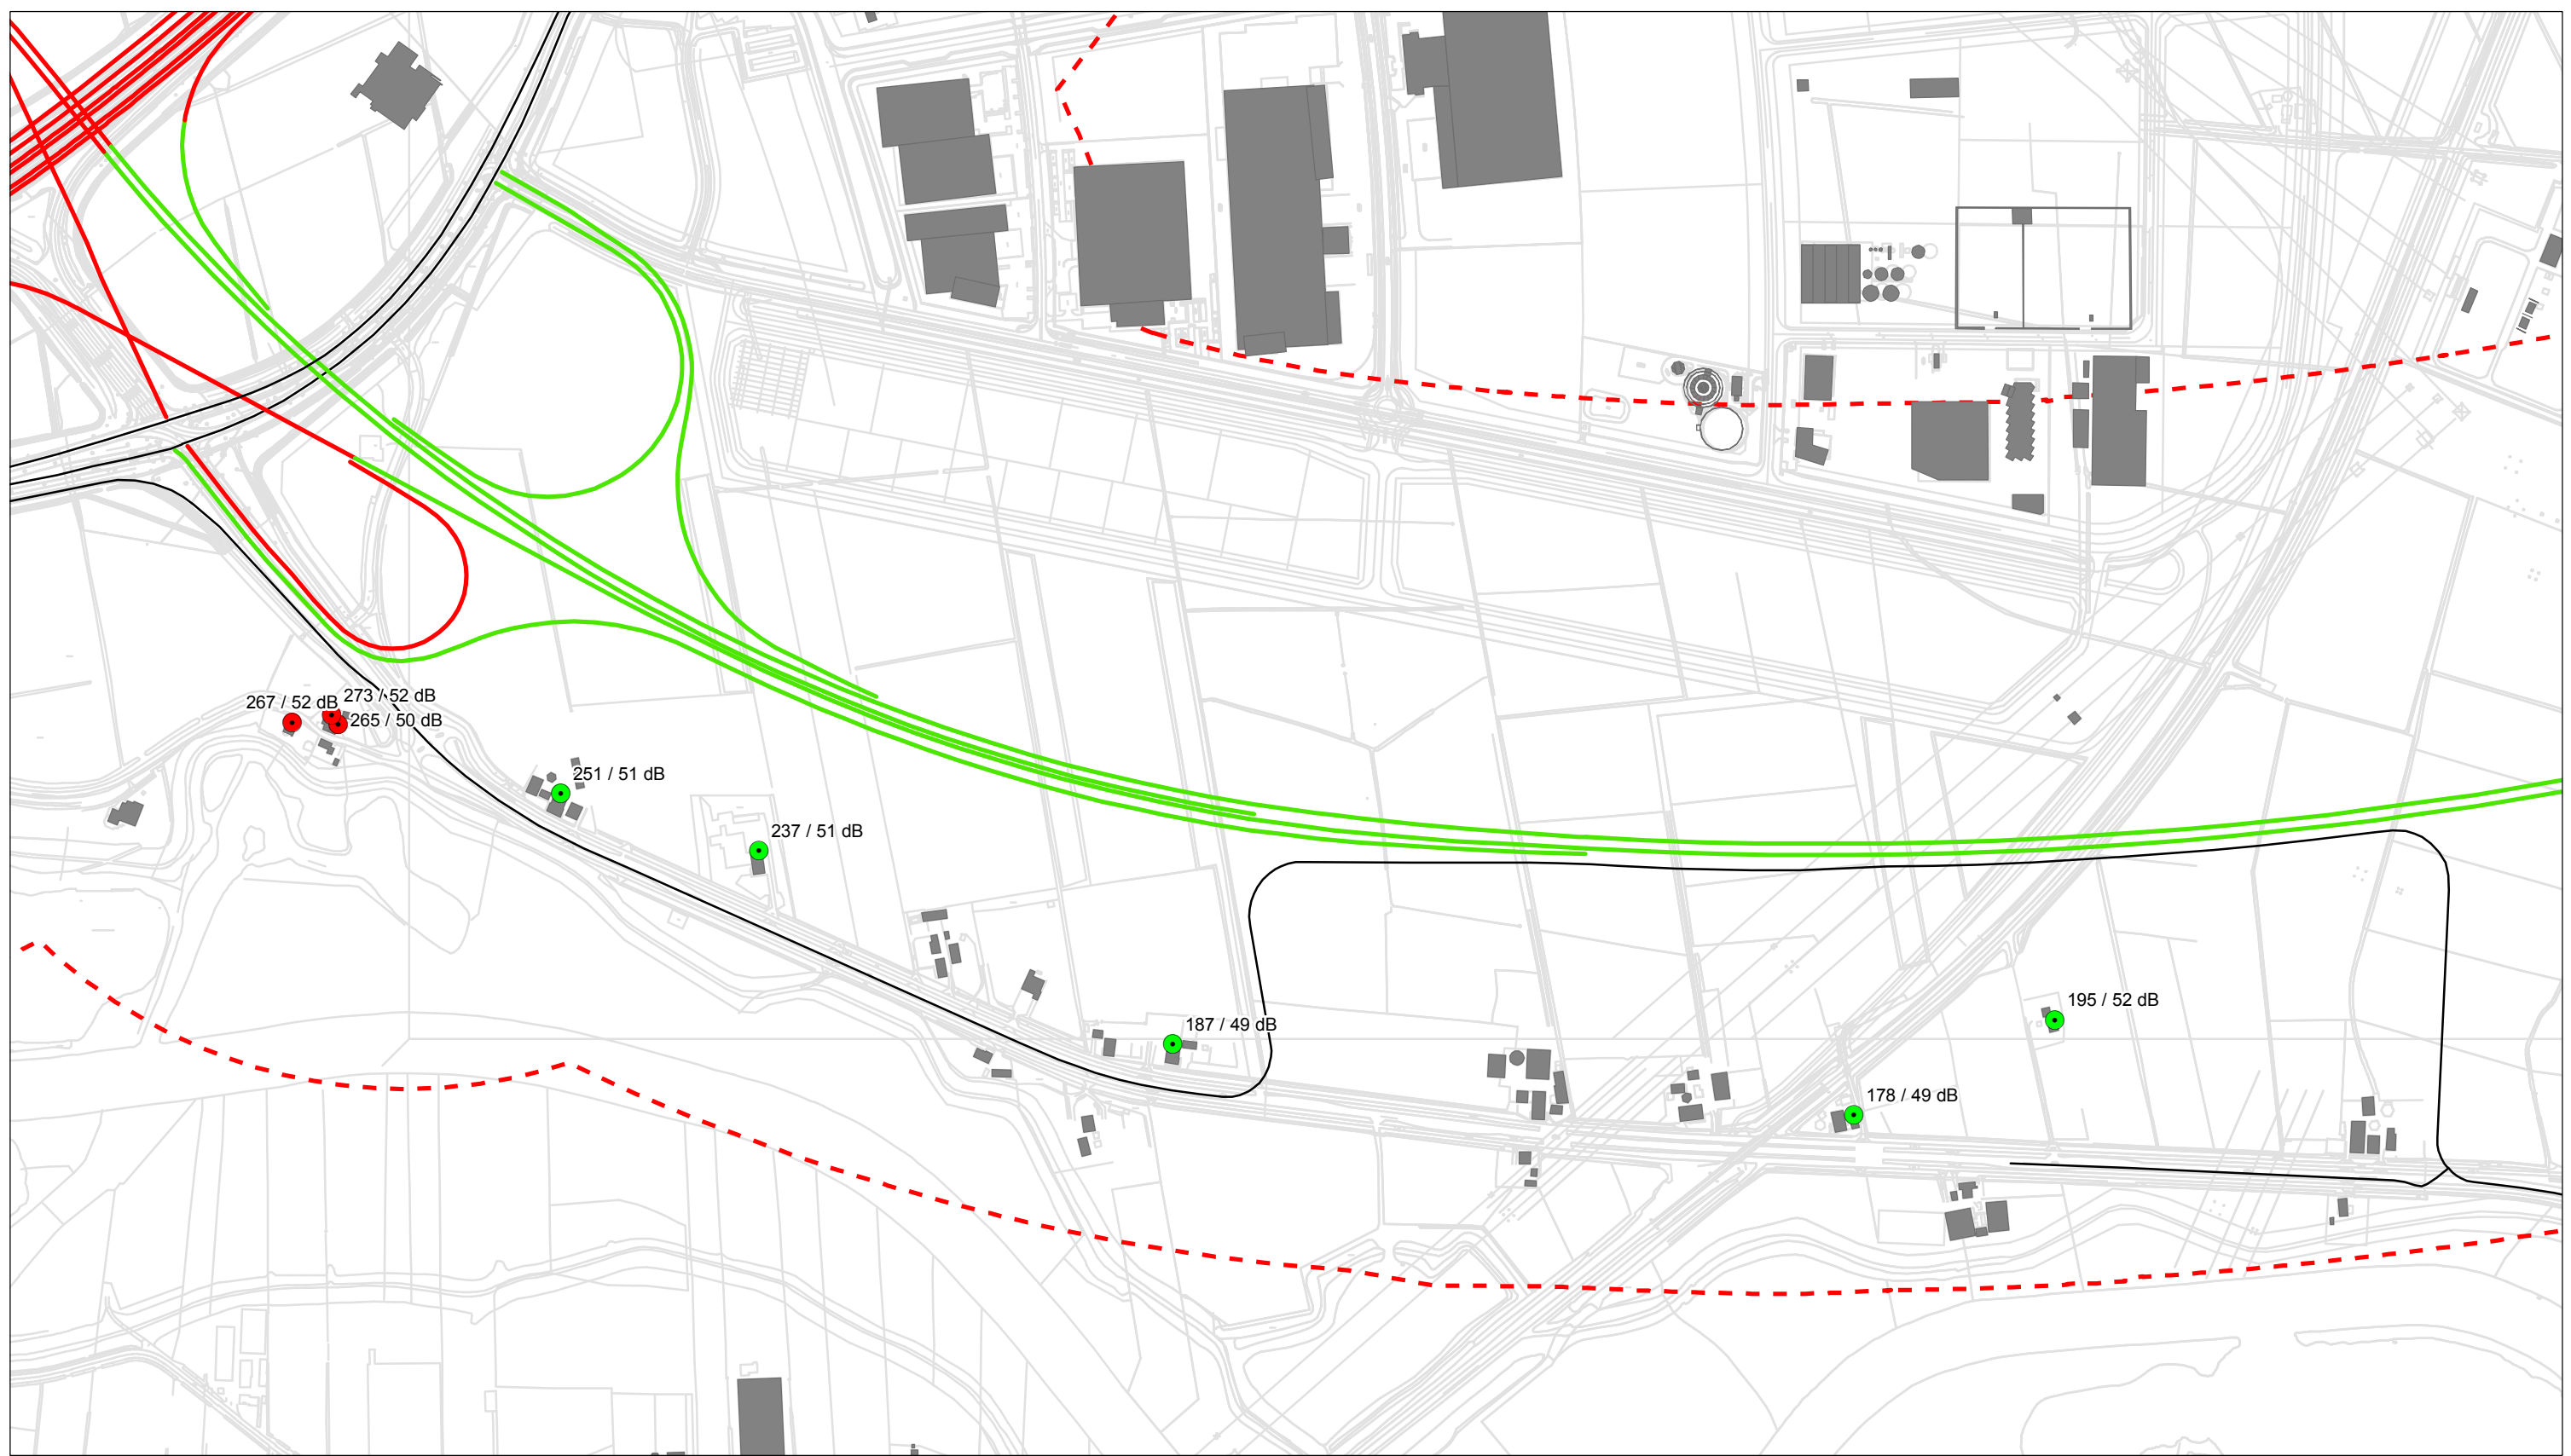 267 / 52 dB
273 / 52 dB
265 / 50 dB
251 / 51 dB
237 / 51 dB
195 / 52 dB
187 / 49 dB
178 / 49 dB